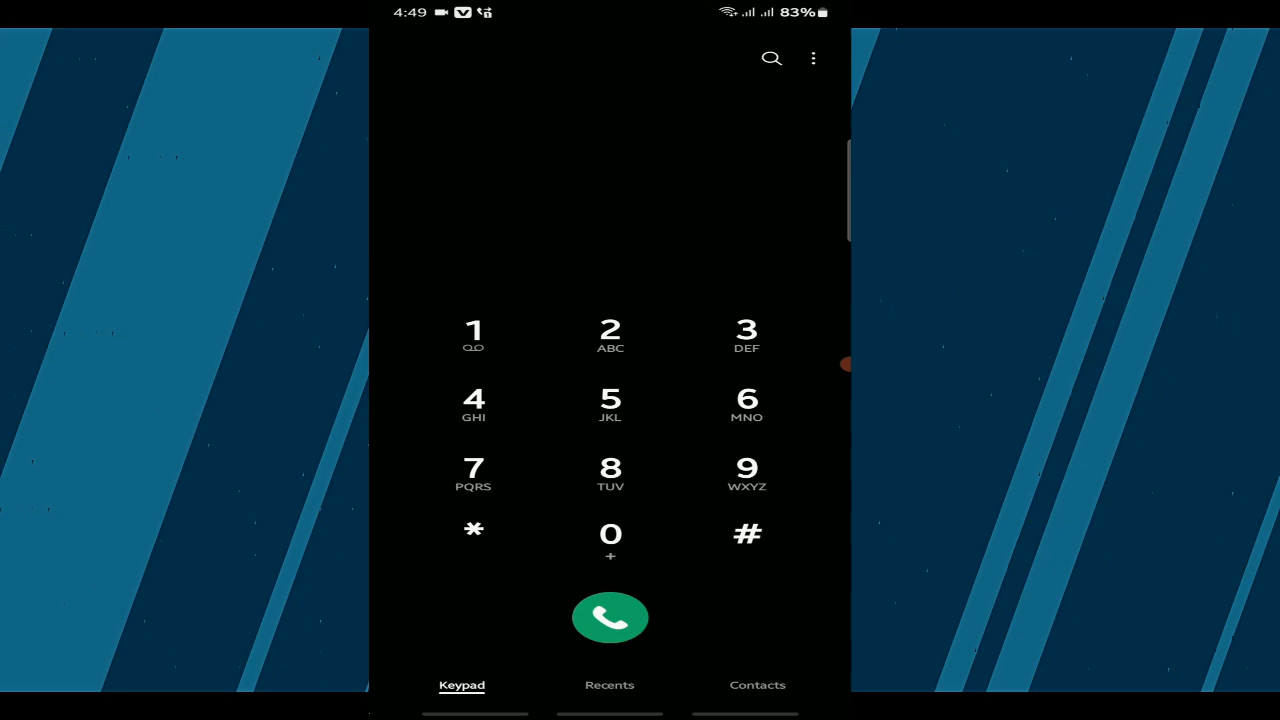 4:49 83%
1 2 3
ABC DEF
4 5 6
GHI JKL MNO
7 8 9
PQRS TUV WXYZ
* 0 #
+
Keypad Recents Contacts